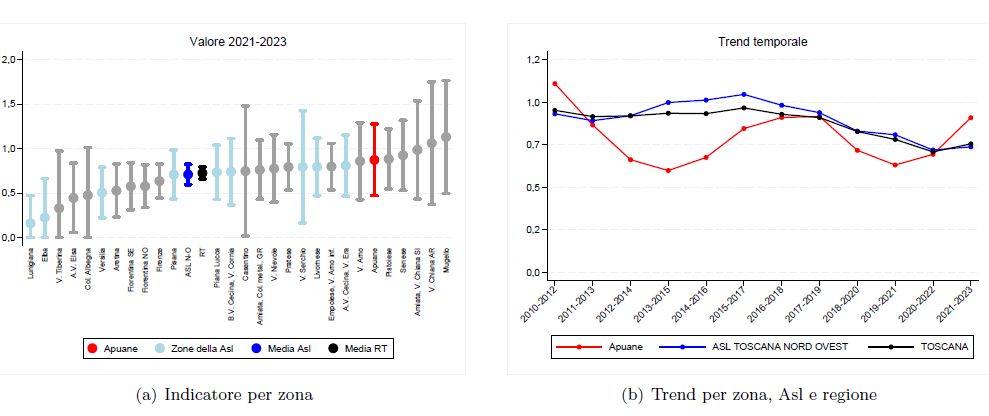 Valore 2021-2023
2,0
1,5
1,0
0,5
0,0
Lunigiana
Elba
V. Tiberina
A.V. Elsa
Col. Albegna
Versilia
Aretina
Fiorentina SE
Fiorentina NO
Firenze
Pisana
ASL N-O
RT
Piana Lucca
B.V. Cecina, V. Cornia
Casentino
Amiata, Col. metal., GR
V. Nievole
Pratese
V. Serchio
Livornese
Empolese, V. Arno inf.
A.V. Cecina, V. Era
V. Arno
Apuane
Pistoiese
Senese
Amiata, V. Chiana SI
V. Chiana AR
Mugello
Apuane Zone della Asl Media Asl Media RT
(a) Indicatore per zona
Trend temporale
1,2
1,0
0,7
0,5
0,2
0,0
2010-2012
2011-2013
2012-2014
2013-2015
2014-2016
2015-2017
2016-2018
2017-2019
2018-2020
2019-2021
2020-2022
2021-2023
Apuane ASL TOSCANA NORD OVEST TOSCANA
(b) Trend per zona, Asl e regione